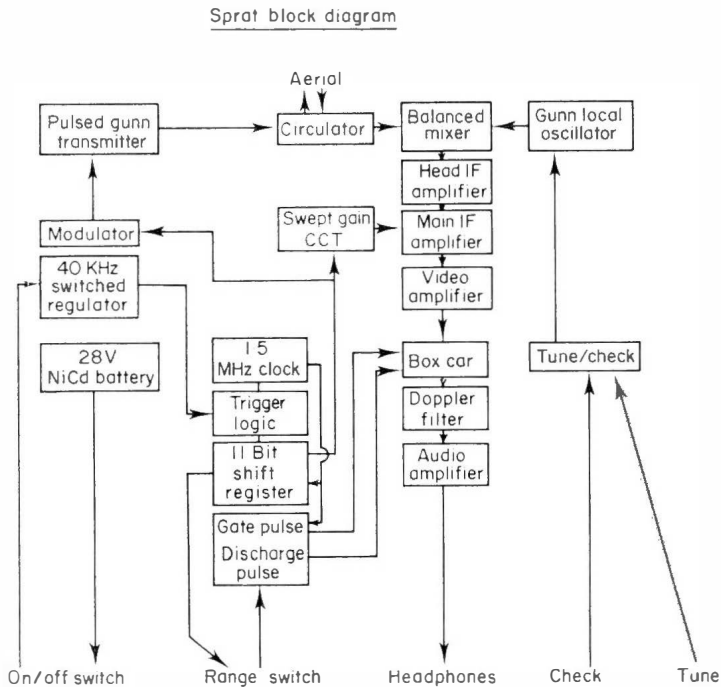 Sprat block diagram
Aerial
Pulsed gunn
transmitter
Circulator
Balanced
mixer
Gunn local
oscillator
Head IF
amplifier
Modulator
Swept gain
CCT
Main IF
amplifier
40 KHz
switched
regulator
Video
amplifier
28V
NiCd battery
1 5
MHz clock
Box car
Tune/check
Trigger
logic
Doppler
filter
11 Bit
shift
register
Audio
amplifier
Gate pulse
Discharge
pulse
On/off switch
Range switch
Headphones
Check
Tune